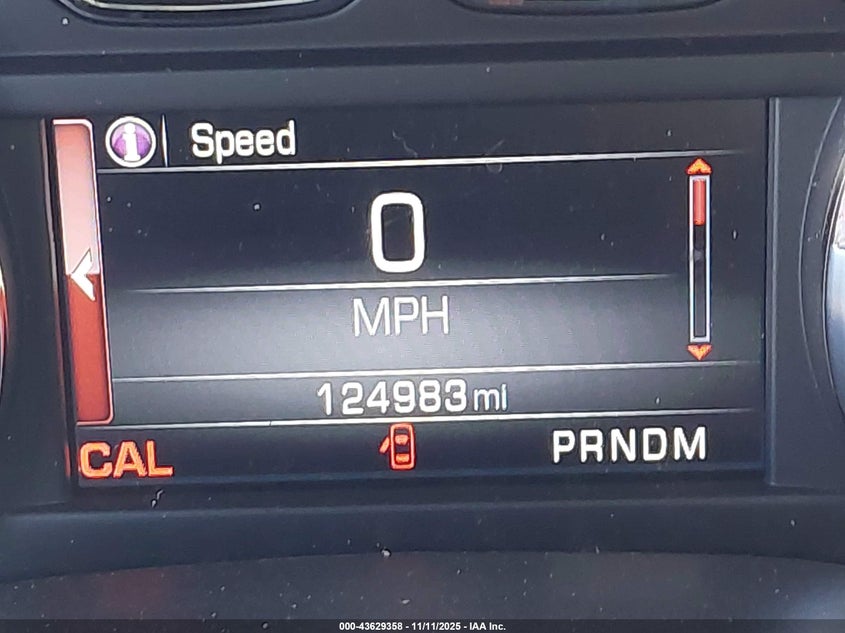 Speed
0
MPH
124983 mi
CAL
PRNDM
000-43629358 - 11/11/2025 - IAA Inc.